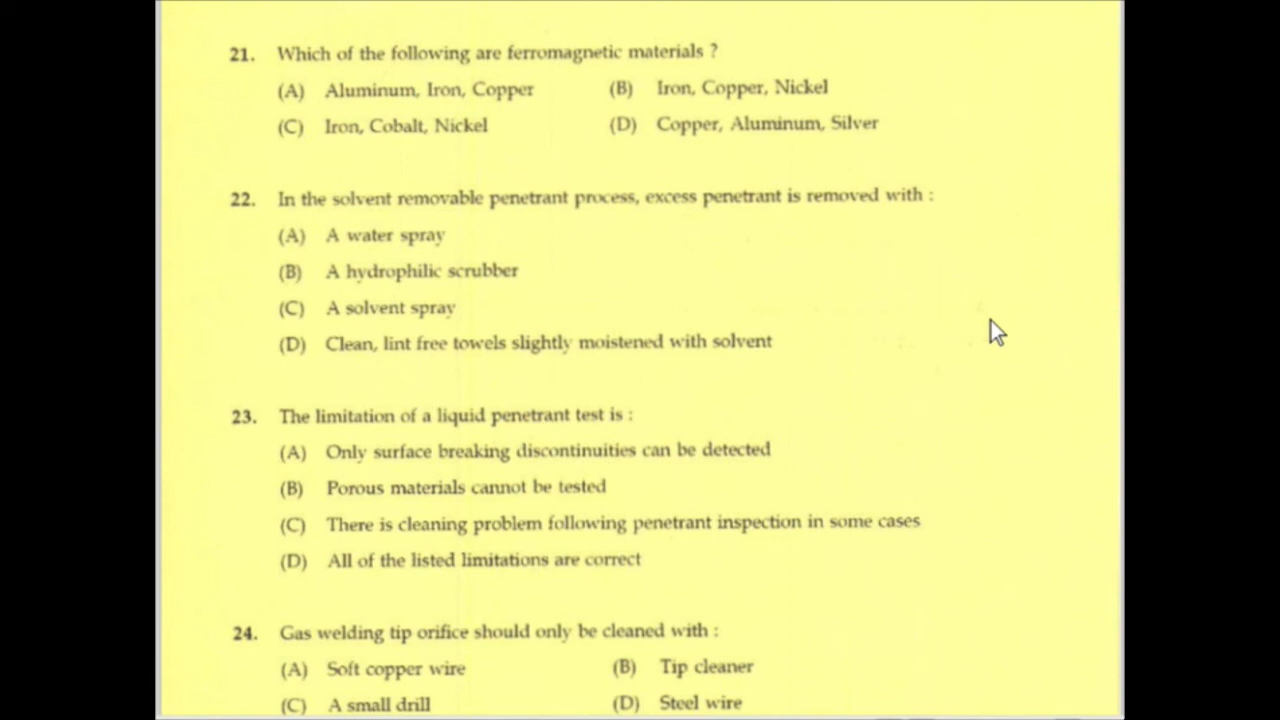 21. Which of the following are ferromagnetic materials ?
(A) Aluminum, Iron, Copper (B) Iron, Copper, Nickel
(C) Iron, Cobalt, Nickel (D) Copper, Aluminum, Silver
22. In the solvent removable penetrant process, excess penetrant is removed with :
(A) A water spray
(B) A hydrophilic scrubber
(C) A solvent spray
(D) Clean, lint free towels slightly moistened with solvent
23. The limitation of a liquid penetrant test is :
(A) Only surface breaking discontinuities can be detected
(B) Porous materials cannot be tested
(C) There is cleaning problem following penetrant inspection in some cases
(D) All of the listed limitations are correct
24. Gas welding tip orifice should only be cleaned with :
(A) Soft copper wire (B) Tip cleaner
(C) A small drill (D) Steel wire